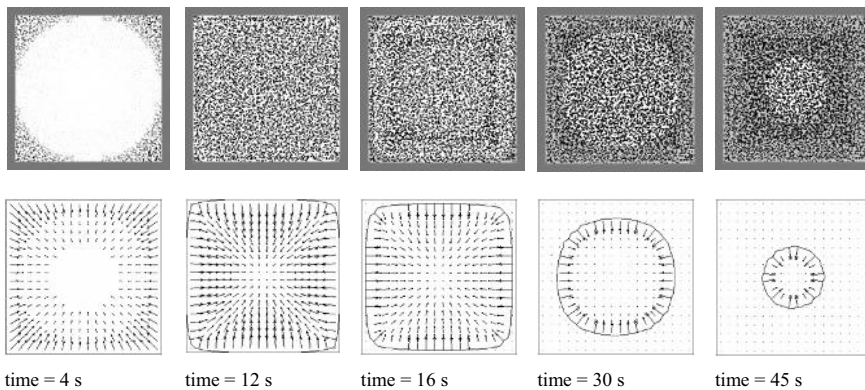 time = 4 s time = 12 s time = 16 s time = 30 s time = 45 s